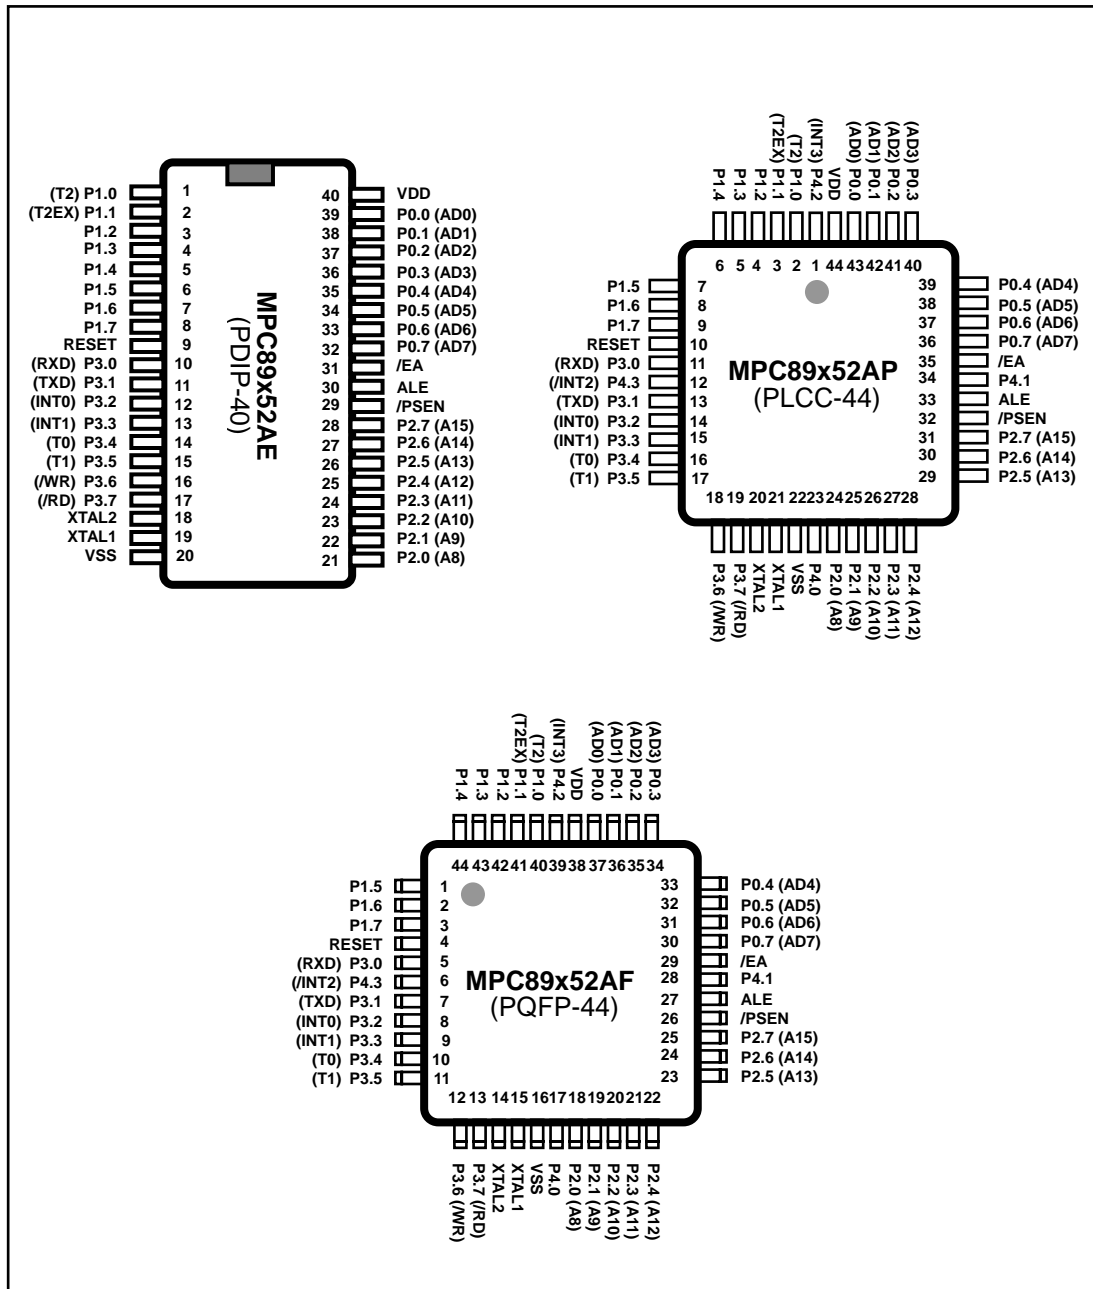 (T2) P1.0 1
(T2EX) P1.1 2
P1.2 3
P1.3 4
P1.4 5
P1.5 6
P1.6 7
P1.7 8
RESET 9
(RXD) P3.0 10
(TXD) P3.1 11
(INT0) P3.2 12
(INT1) P3.3 13
(T0) P3.4 14
(T1) P3.5 15
(/WR) P3.6 16
(/RD) P3.7 17
XTAL2 18
XTAL1 19
VSS 20
MPC89x52AE
(PDIP-40)
40 VDD
39 P0.0 (AD0)
38 P0.1 (AD1)
37 P0.2 (AD2)
36 P0.3 (AD3)
35 P0.4 (AD4)
34 P0.5 (AD5)
33 P0.6 (AD6)
32 P0.7 (AD7)
31 /EA
30 ALE
29 /PSEN
28 P2.7 (A15)
27 P2.6 (A14)
26 P2.5 (A13)
25 P2.4 (A12)
24 P2.3 (A11)
23 P2.2 (A10)
22 P2.1 (A9)
21 P2.0 (A8)
P1.4
P1.3
P1.2
(T2EX) P1.1
(T2) P1.0
(INT3) P4.2
VDD
(AD0) P0.0
(AD1) P0.1
(AD2) P0.2
(AD3) P0.3
6 5 4 3 2 1 44 43 42 41 40
P1.5 7
P1.6 8
P1.7 9
RESET 10
(RXD) P3.0 11
(/INT2) P4.3 12
(TXD) P3.1 13
(INT0) P3.2 14
(INT1) P3.3 15
(T0) P3.4 16
(T1) P3.5 17
MPC89x52AP
(PLCC-44)
39 P0.4 (AD4)
38 P0.5 (AD5)
37 P0.6 (AD6)
36 P0.7 (AD7)
35 /EA
34 P4.1
33 ALE
32 /PSEN
31 P2.7 (A15)
30 P2.6 (A14)
29 P2.5 (A13)
18 19 20 21 22 23 24 25 26 27 28
P3.6 (/WR)
P3.7 (/RD)
XTAL2
XTAL1
VSS
P4.0
P2.0 (A8)
P2.1 (A9)
P2.2 (A10)
P2.3 (A11)
P2.4 (A12)
P1.4
P1.3
P1.2
(T2EX) P1.1
(T2) P1.0
(INT3) P4.2
VDD
(AD0) P0.0
(AD1) P0.1
(AD2) P0.2
(AD3) P0.3
44 43 42 41 40 39 38 37 36 35 34
P1.5 1
P1.6 2
P1.7 3
RESET 4
(RXD) P3.0 5
(/INT2) P4.3 6
(TXD) P3.1 7
(INT0) P3.2 8
(INT1) P3.3 9
(T0) P3.4 10
(T1) P3.5 11
MPC89x52AF
(PQFP-44)
33 P0.4 (AD4)
32 P0.5 (AD5)
31 P0.6 (AD6)
30 P0.7 (AD7)
29 /EA
28 P4.1
27 ALE
26 /PSEN
25 P2.7 (A15)
24 P2.6 (A14)
23 P2.5 (A13)
12 13 14 15 16 17 18 19 20 21 22
P3.6 (/WR)
P3.7 (/RD)
XTAL2
XTAL1
VSS
P4.0
P2.0 (A8)
P2.1 (A9)
P2.2 (A10)
P2.3 (A11)
P2.4 (A12)